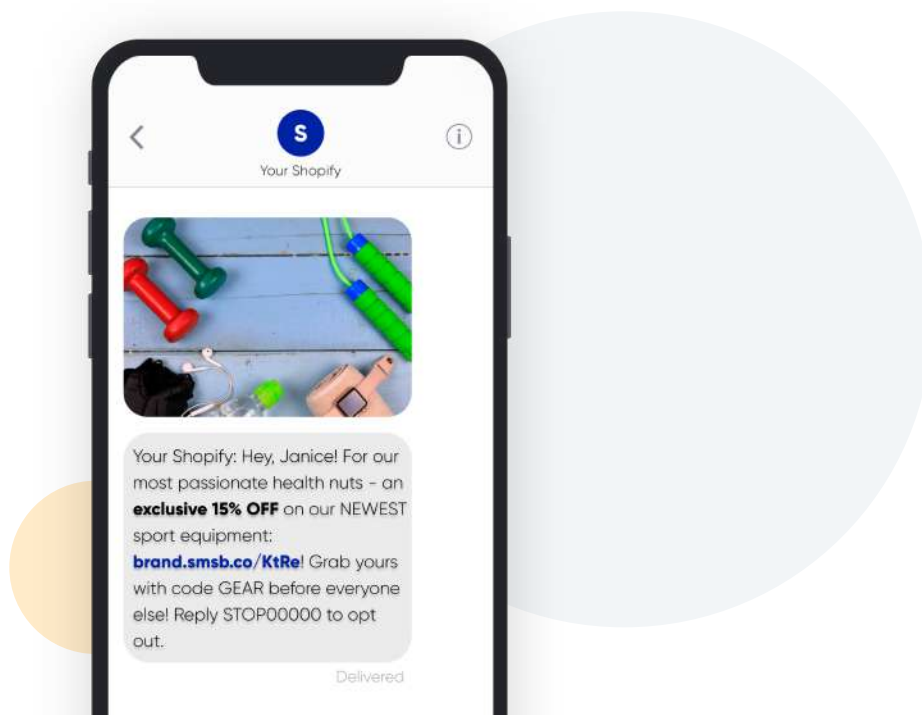 S
Your Shopify
Your Shopify: Hey, Janice! For our
most passionate health nuts - an
exclusive 15% OFF on our NEWEST
sport equipment:
brand.smsb.co/KtRe! Grab yours
with code GEAR before everyone
else! Reply STOP00000 to opt
out.
Delivered